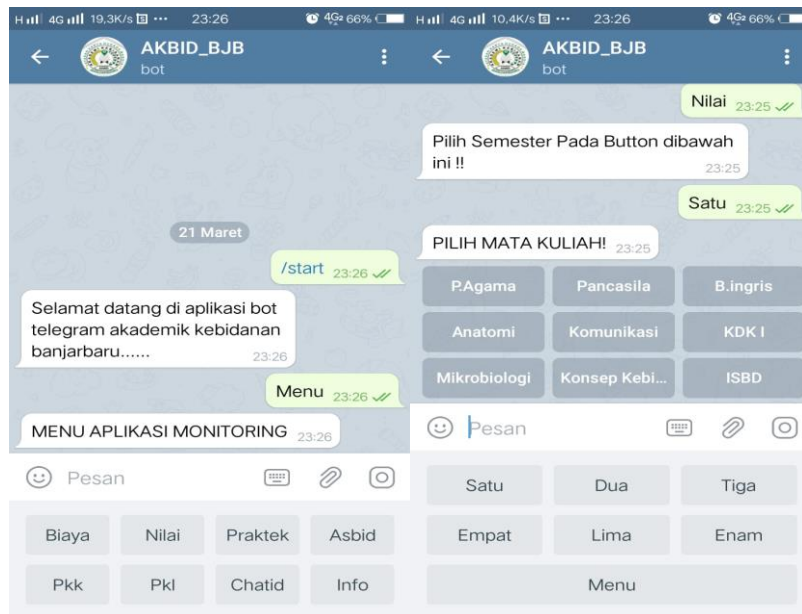 H 4G 19,3K/s ··· 23:26 4G 66%
AKBID_BJB
bot
21 Maret
/start 23:26
Selamat datang di aplikasi bot
telegram akademik kebidanan
banjarbaru......
23:26
Menu 23:26
MENU APLIKASI MONITORING 23:26
Pesan
Biaya Nilai Praktek Asbid
Pkk Pkl Chatid Info
H 4G 10,4K/s ··· 23:26 4G 66%
AKBID_BJB
bot
Nilai 23:25
Pilih Semester Pada Button dibawah
ini !!
23:25
Satu 23:25
PILIH MATA KULIAH! 23:25
P.Agama Pancasila B.ingris
Anatomi Komunikasi KDK I
Mikrobiologi Konsep Kebi... ISBD
Pesan
Satu Dua Tiga
Empat Lima Enam
Menu